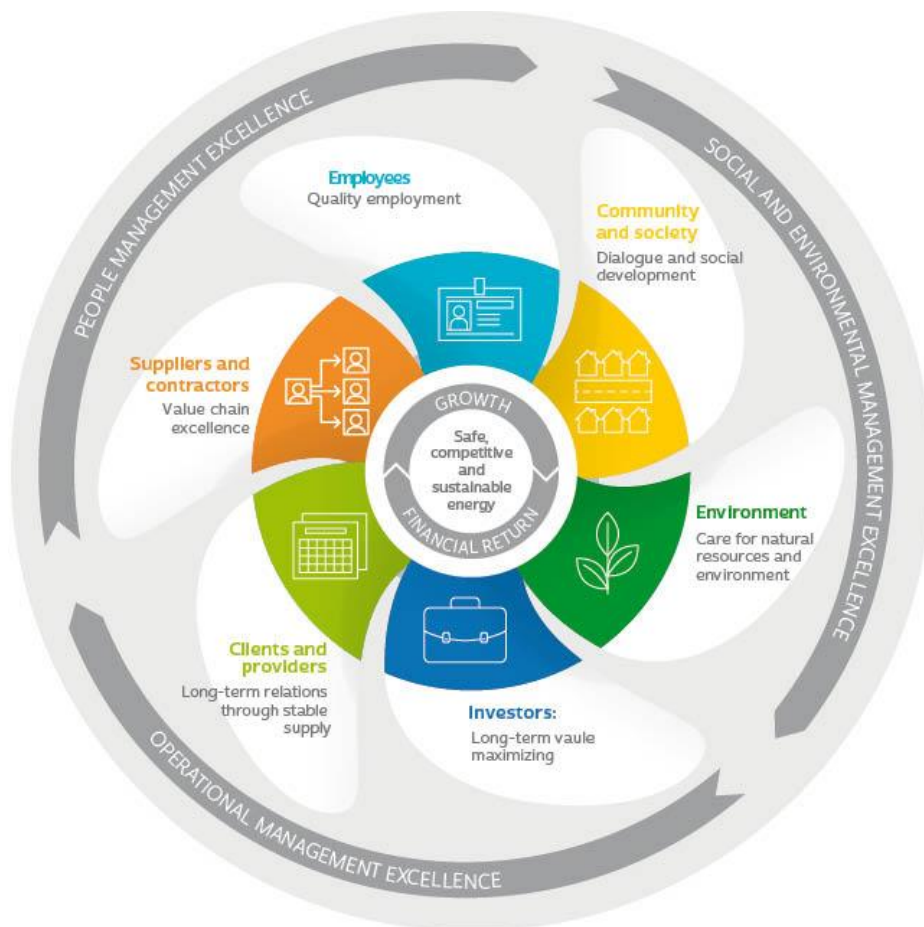 PEOPLE MANAGEMENT EXCELLENCE
SOCIAL AND ENVIRONMENTAL MANAGEMENT EXCELLENCE
Employees
Quality employment
Community
and society
Dialogue and social
development
Suppliers and
contractors
Value chain
excellence
GROWTH
Safe,
competitive
and
sustainable
energy
FINANCIAL RETURN
Environment
Care for natural
resources and
environment
Clients and
providers
Long-term relations
through stable
supply
Investors:
Long-term vaule
maximizing
OPERATIONAL MANAGEMENT EXCELLENCE